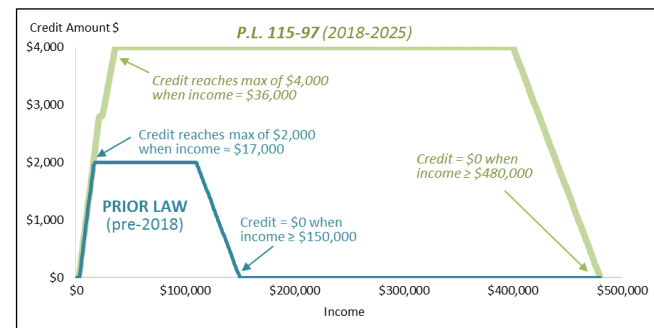 Credit Amount $
P.L. 115-97 (2018-2025)
$4,000
Credit reaches max of $4,000
when income = $36,000
$3,000
Credit reaches max of $2,000
when income ≈ $17,000
$2,000
Credit = $0 when
income ≥ $480,000
PRIOR LAW
(pre-2018)
$1,000
Credit = $0 when
income ≥ $150,000
$0
$0
$100,000
$200,000
$300,000
$400,000
$500,000
Income